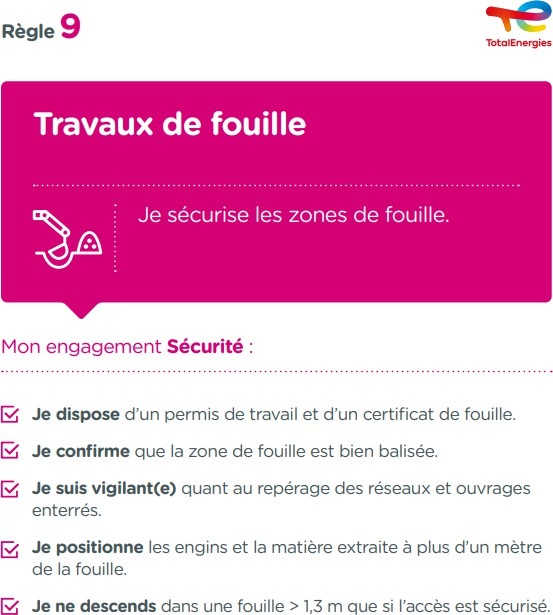 Règle 9
TotalEnergies
Travaux de fouille
Je sécurise les zones de fouille.
Mon engagement Sécurité :
Je dispose d’un permis de travail et d’un certificat de fouille.
Je confirme que la zone de fouille est bien balisée.
Je suis vigilant(e) quant au repérage des réseaux et ouvrages
enterrés.
Je positionne les engins et la matière extraite à plus d’un mètre
de la fouille.
Je ne descends dans une fouille > 1,3 m que si l’accès est sécurisé.